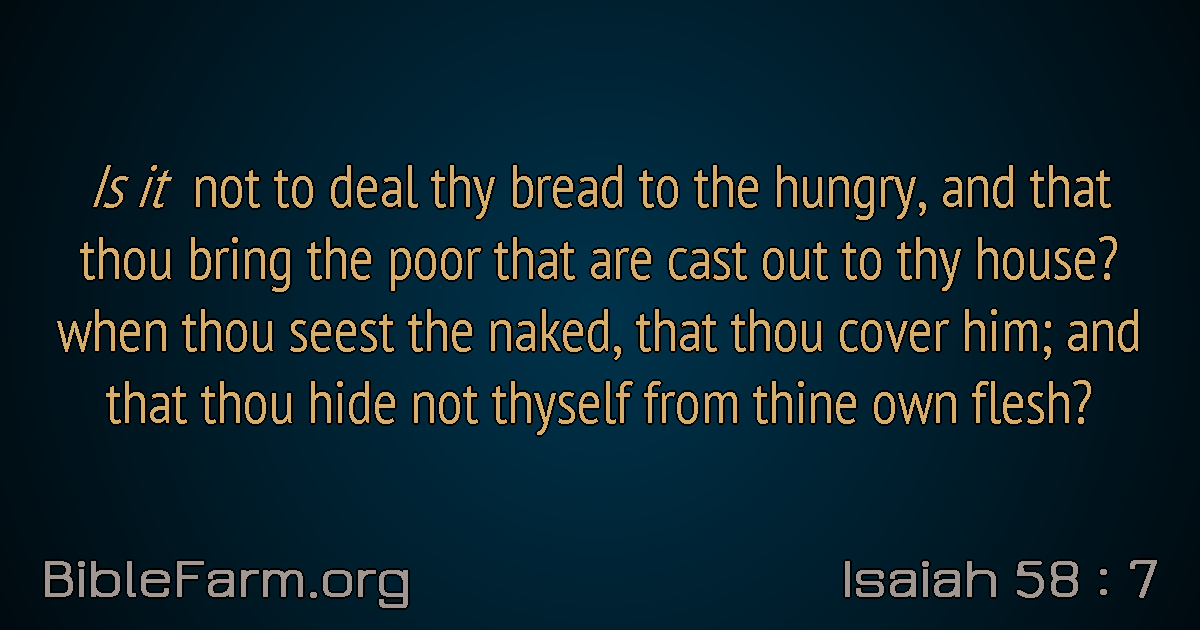 Is it not to deal thy bread to the hungry, and that
thou bring the poor that are cast out to thy house?
when thou seest the naked, that thou cover him; and
that thou hide not thyself from thine own flesh?
BibleFarm.org
Isaiah 58 : 7